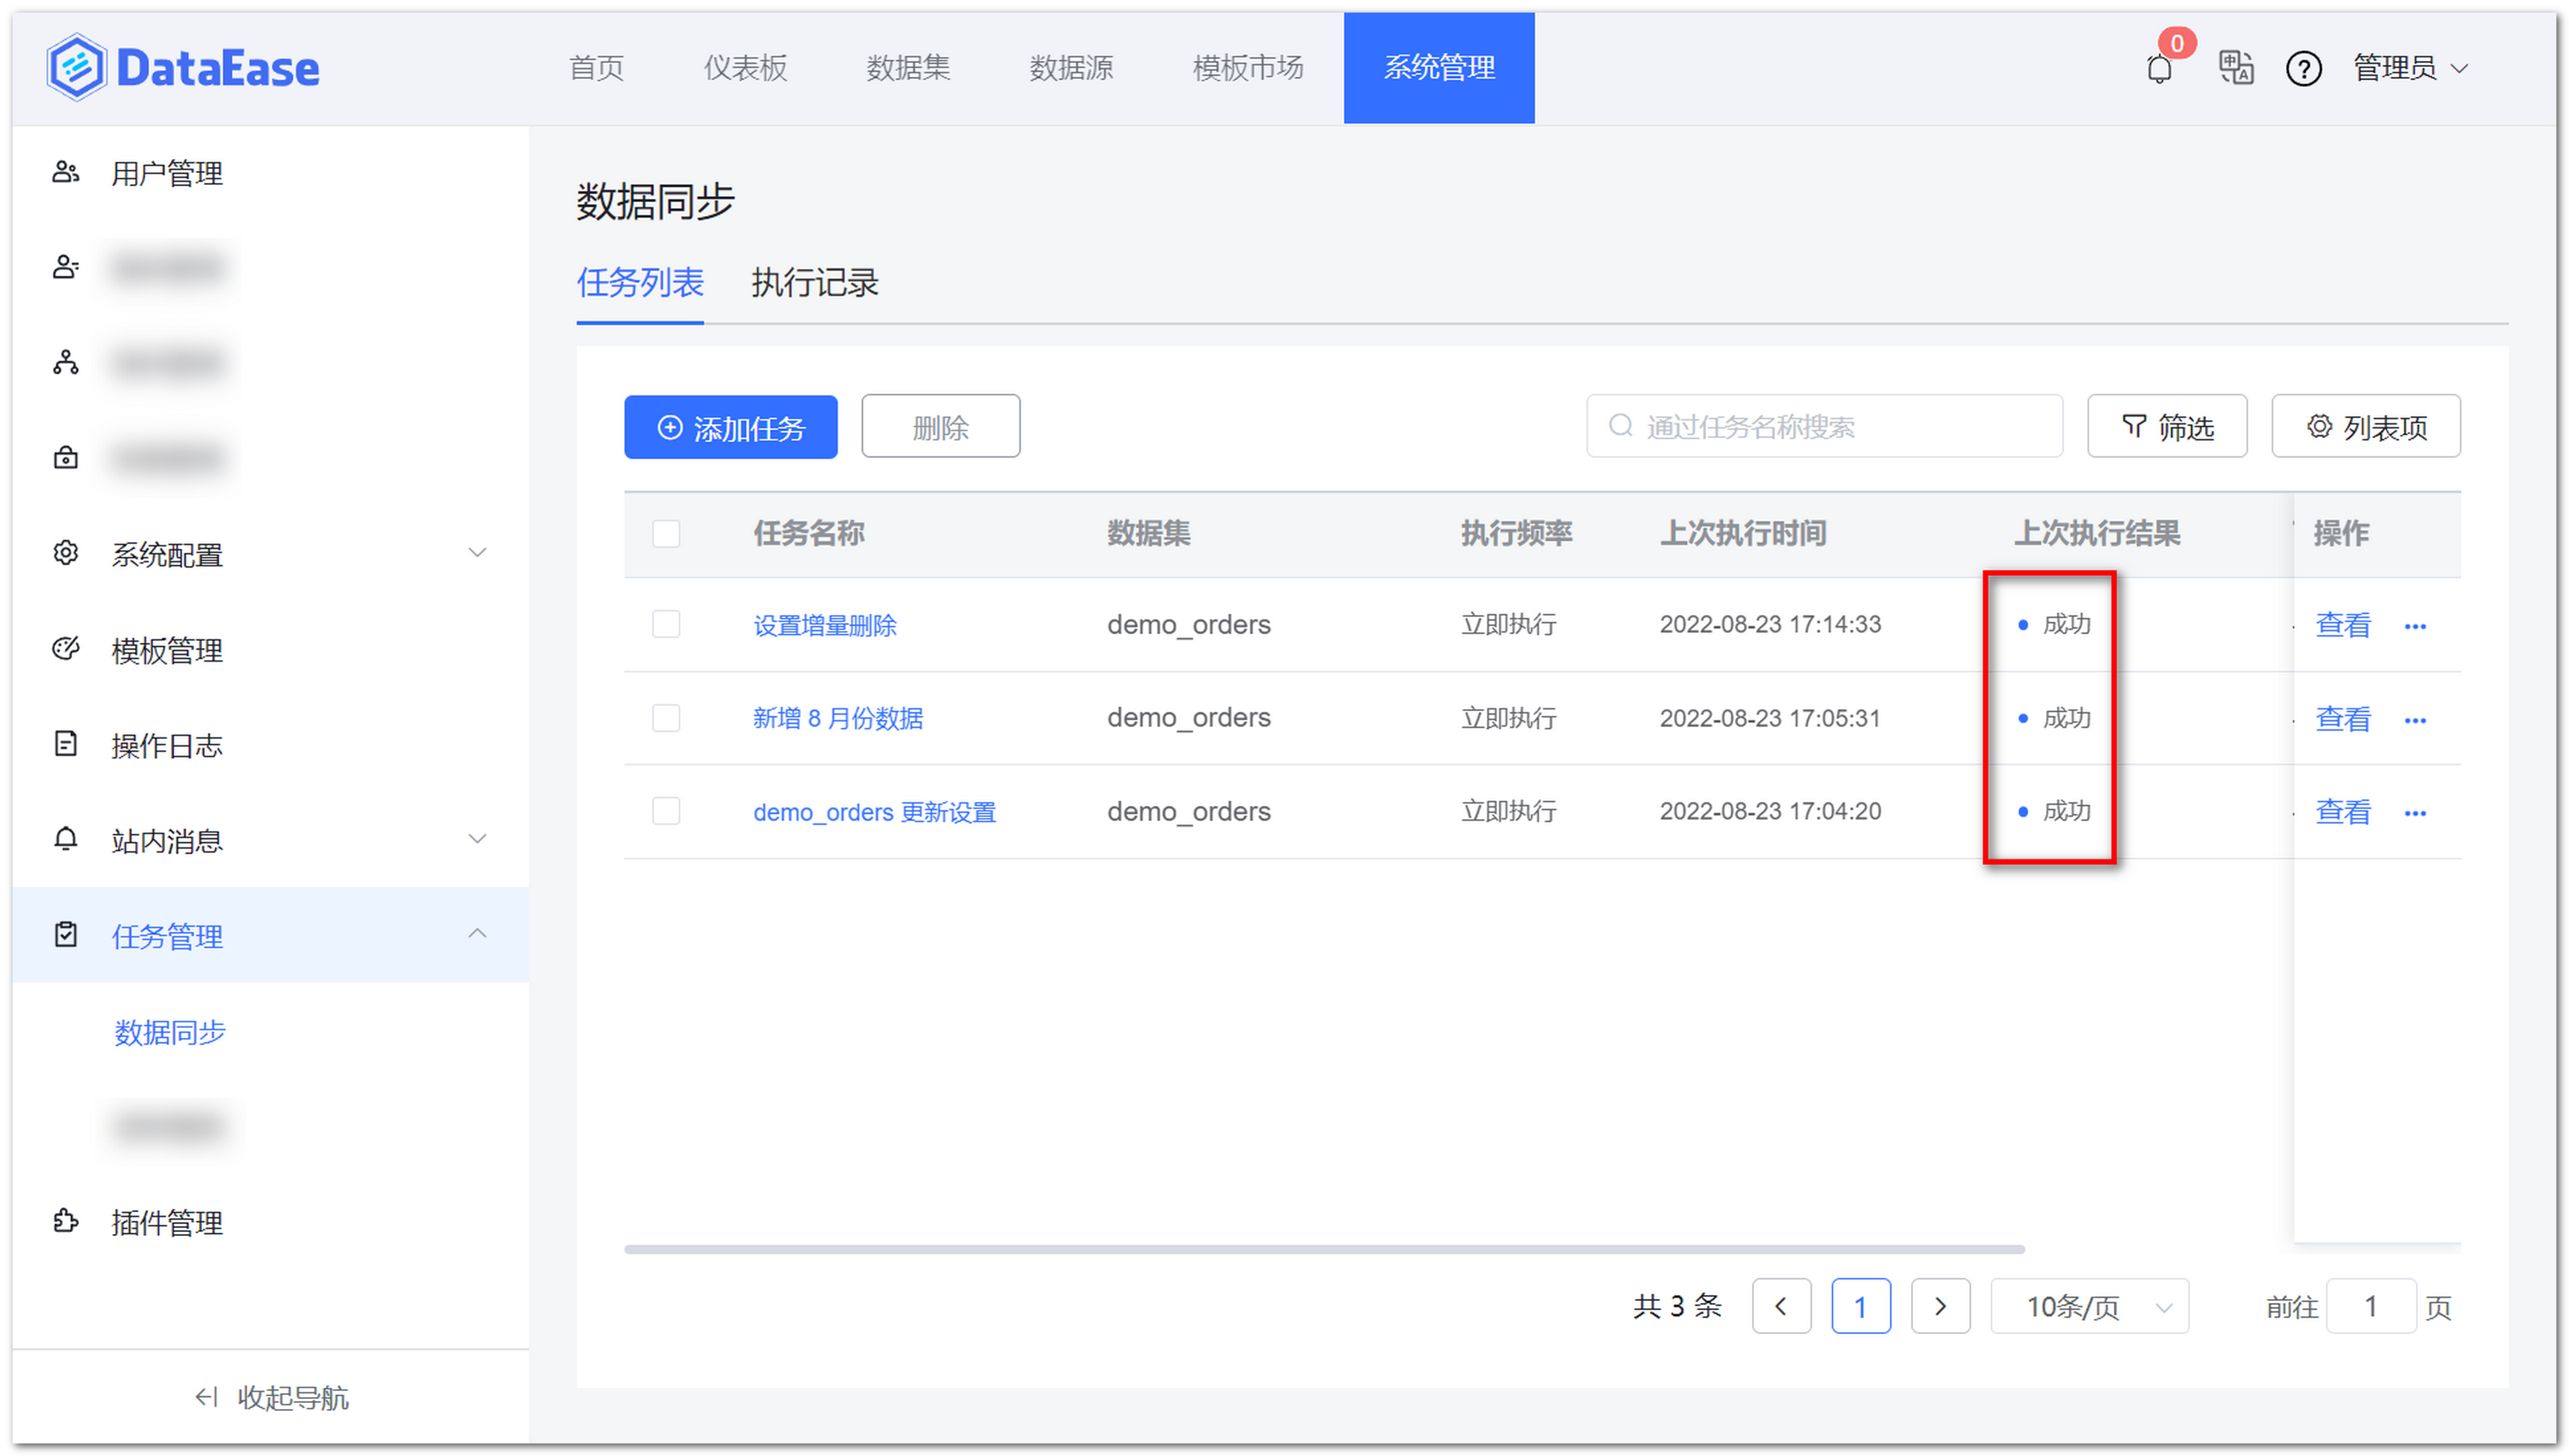 DataEase 首页 仪表板 数据集 数据源 模板市场 系统管理 0 管理员
用户管理
系统配置
模板管理
操作日志
站内消息
任务管理
数据同步
插件管理
收起导航
数据同步
任务列表 执行记录
添加任务 删除 通过任务名称搜索 筛选 列表项
任务名称 数据集 执行频率 上次执行时间 上次执行结果 操作
设置增量删除 demo_orders 立即执行 2022-08-23 17:14:33 成功 查看 ···
新增 8 月份数据 demo_orders 立即执行 2022-08-23 17:05:31 成功 查看 ···
demo_orders 更新设置 demo_orders 立即执行 2022-08-23 17:04:20 成功 查看 ···
共 3 条 1 10条/页 前往 1 页